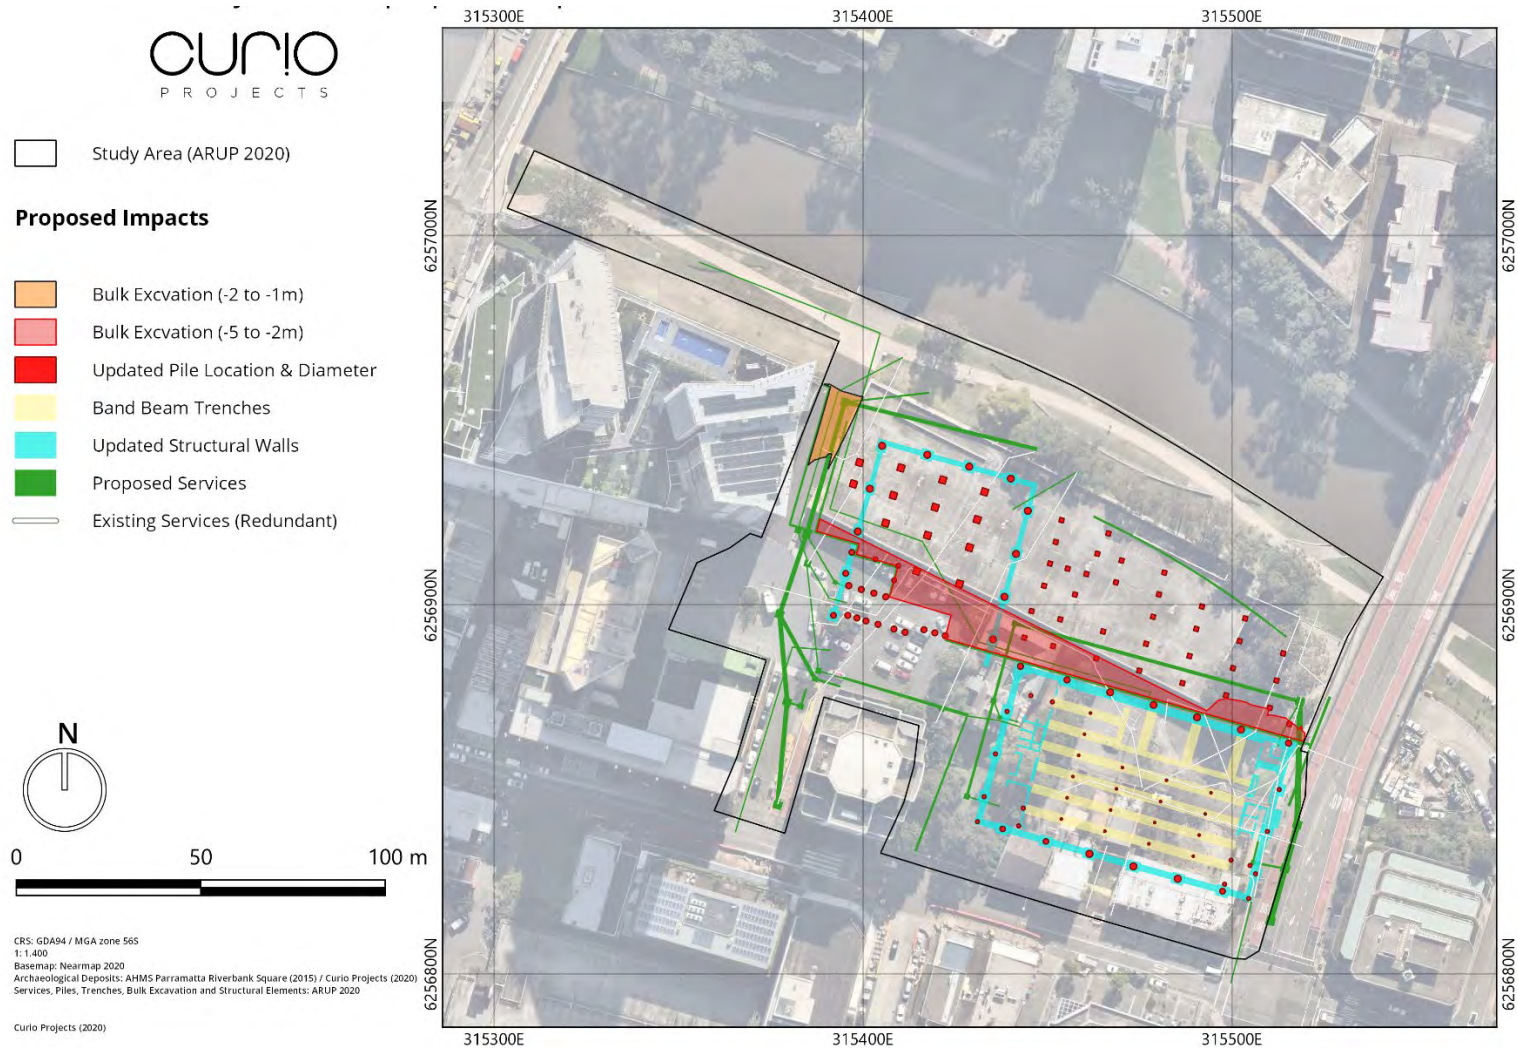 CURIO
PROJECTS
Study Area (ARUP 2020)
Proposed Impacts
Bulk Excvation (-2 to -1m)
Bulk Excvation (-5 to -2m)
Updated Pile Location & Diameter
Band Beam Trenches
Updated Structural Walls
Proposed Services
Existing Services (Redundant)
N
0 50 100 m
CRS: GDA94 / MGA zone 56S
1: 1.400
Basemap: Nearmap 2020
Archaeological Deposits: AHMS Parramatta Riverbank Square (2015) / Curio Projects (2020)
Services, Piles, Trenches, Bulk Excavation and Structural Elements: ARUP 2020
Curio Projects (2020)
315300E 315400E 315500E
6257000N 6257000N
6256900N 6256900N
6256800N 6256800N
315300E 315400E 315500E